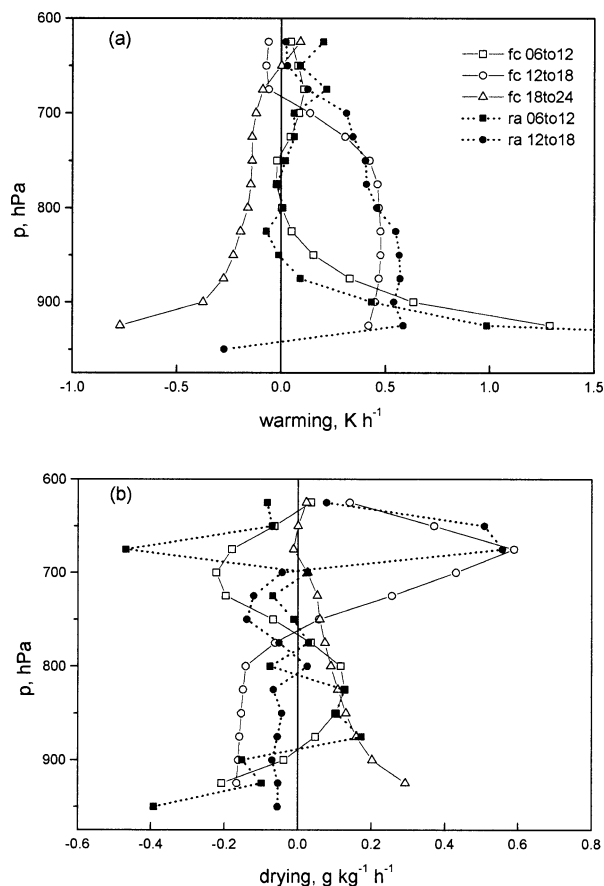 (a)
600
700
800
900
p, hPa
fc 06to12
fc 12to18
fc 18to24
ra 06to12
ra 12to18
-1.0 -0.5 0.0 0.5 1.0 1.5
warming, K h-1
(b)
600
700
800
900
p, hPa
-0.6 -0.4 -0.2 0.0 0.2 0.4 0.6 0.8
drying, g kg-1 h-1